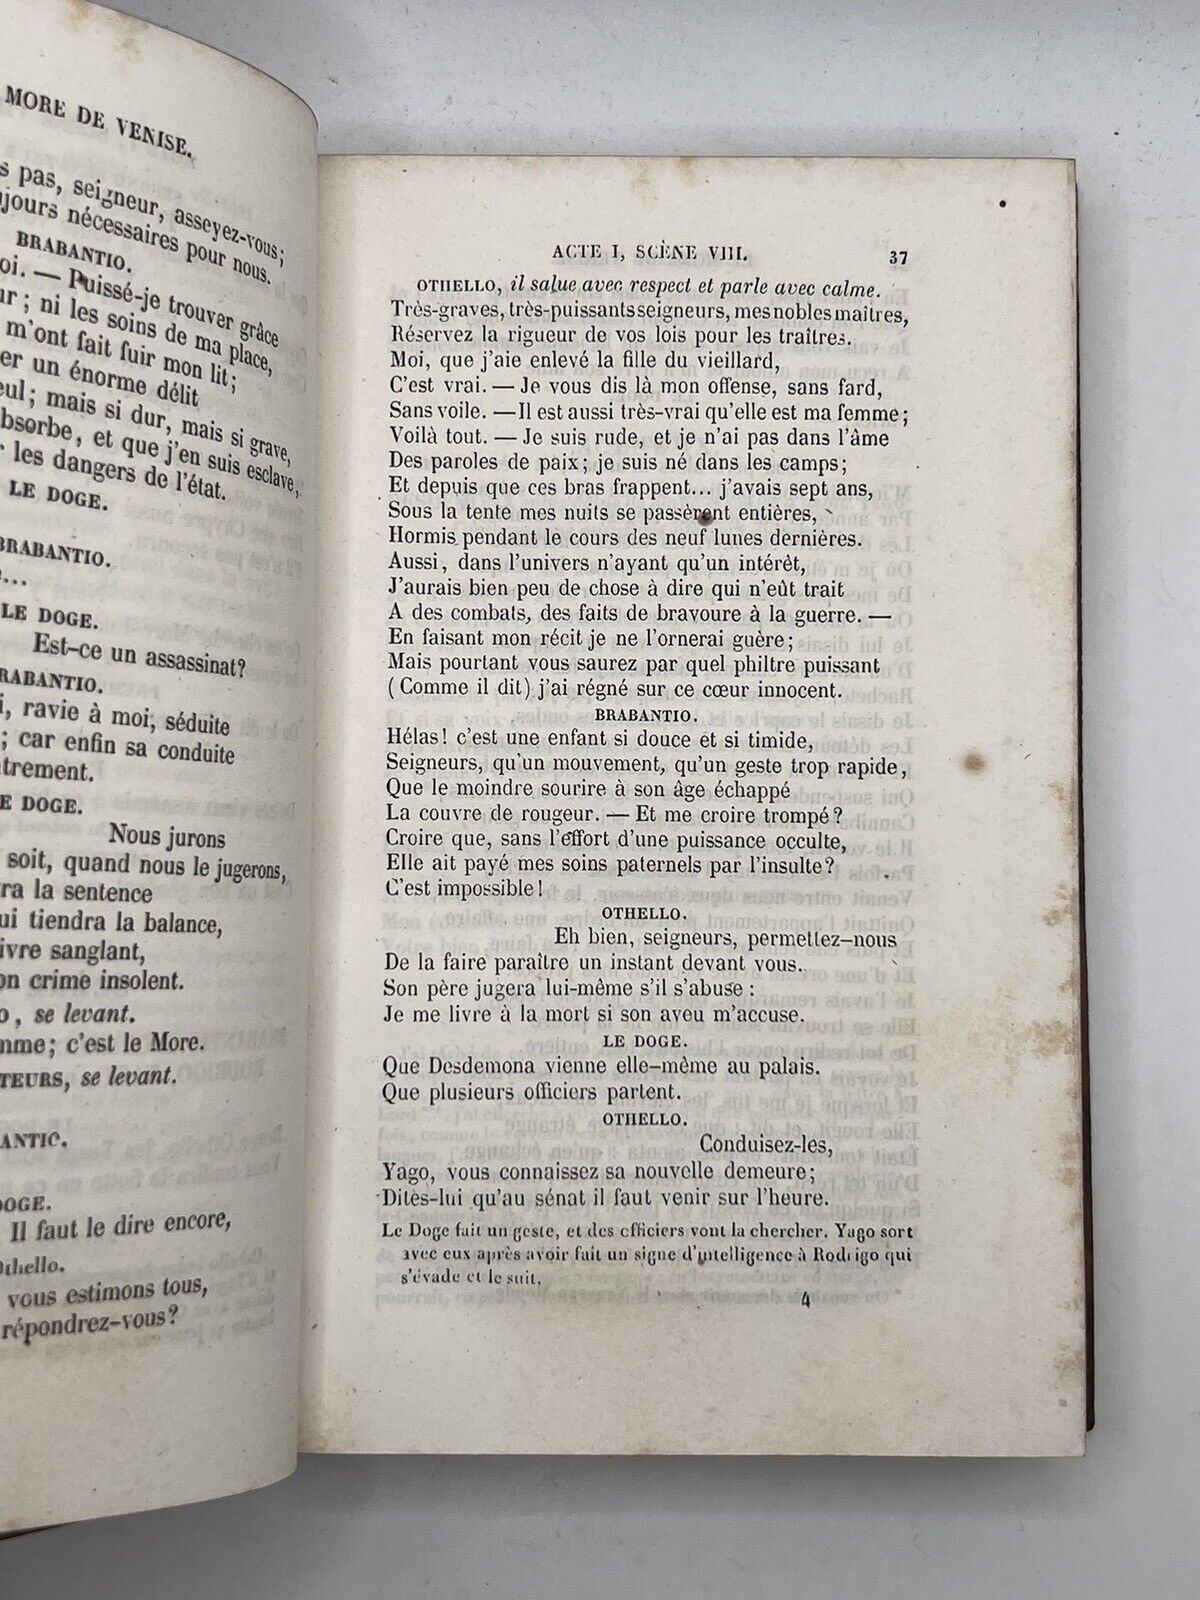 MORE DE VENISE.
pas, seigneur, asseyez-vous;
nécessaires pour nous.
BRABANTIO.
— Puissé-je trouver grâce
; ni les soins de ma place,
m'ont fait fuir mon lit;
un énorme délit
; mais si dur, mais si grave,
absorbe, et que j'en suis esclave,
les dangers de l'état.
LE DOGE.
BRABANTIO.
...
LE DOGE.
Est-ce un assassinat?
, ravie à moi, séduite
; car enfin sa conduite
LE DOGE.
Nous jurons
soit, quand nous le jugerons,
la sentence
tiendra la balance,
livre sanglant,
crime insolent.
, se levant.
; c'est le More.
, se levant.
DOGE.
Il faut le dire encore,
Othello.
vous estimons tous,
répondrez-vous?
ACTE I, SCÈNE VIII. 37
OTHELLO, il salue avec respect et parle avec calme.
Très-graves, très-puissants seigneurs, mes nobles maîtres,
Réservez la rigueur de vos lois pour les traîtres.
Moi, que j'aie enlevé la fille du vieillard,
C'est vrai. — Je vous dis là mon offense, sans fard,
Sans voile. — Il est aussi très-vrai qu'elle est ma femme;
Voilà tout. — Je suis rude, et je n'ai pas dans l'âme
Des paroles de paix; je suis né dans les camps;
Et depuis que ces bras frappent... j'avais sept ans,
Sous la tente mes nuits se passèrent entières,
Hormis pendant le cours des neuf lunes dernières.
Aussi, dans l'univers n'ayant qu'un intérêt,
J'aurais bien peu de chose à dire qui n'eût trait
A des combats, des faits de bravoure à la guerre. —
En faisant mon récit je ne l'ornerai guère;
Mais pourtant vous saurez par quel philtre puissant
(Comme il dit) j'ai régné sur ce cœur innocent.
BRABANTIO.
Hélas! c'est une enfant si douce et si timide,
Seigneurs, qu'un mouvement, qu'un geste trop rapide,
Que le moindre sourire à son âge échappé
La couvre de rougeur. — Et me croire trompé?
Croire que, sans l'effort d'une puissance occulte,
Elle ait payé mes soins paternels par l'insulte?
C'est impossible!
OTHELLO.
Eh bien, seigneurs, permettez-nous
De la faire paraître un instant devant vous.
Son père jugera lui-même s'il s'abuse :
Je me livre à la mort si son aveu m'accuse.
LE DOGE.
Que Desdemona vienne elle-même au palais.
Que plusieurs officiers partent.
OTHELLO.
Conduisez-les,
Yago, vous connaissez sa nouvelle demeure;
Dites-lui qu'au sénat il faut venir sur l'heure.
Le Doge fait un geste, et des officiers vont la chercher. Yago sort
avec eux après avoir fait un signe d'intelligence à Rodrigo qui
s'évade et le suit.
4